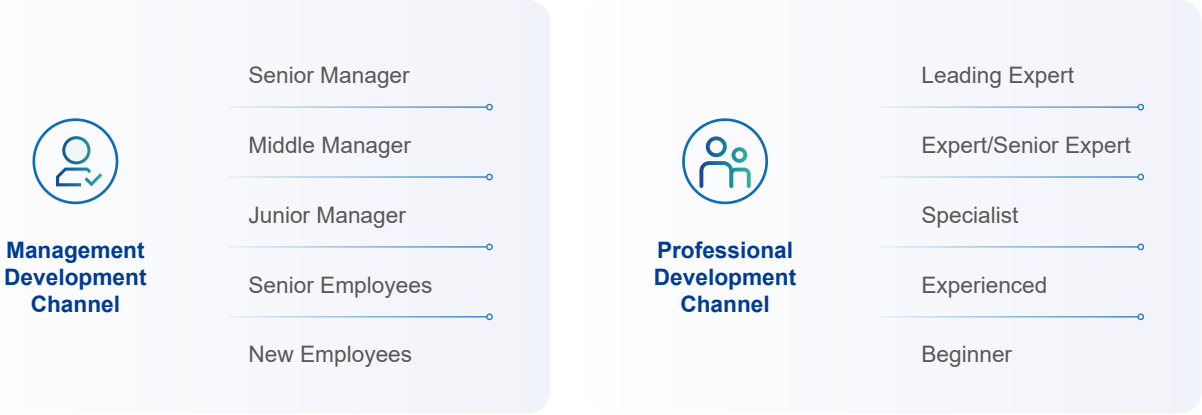 Management
Development
Channel
Senior Manager
Middle Manager
Junior Manager
Senior Employees
New Employees
Professional
Development
Channel
Leading Expert
Expert/Senior Expert
Specialist
Experienced
Beginner